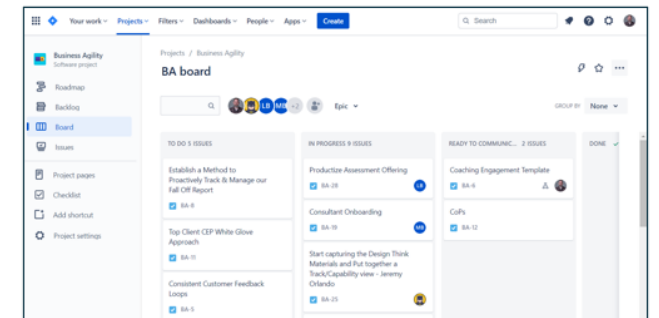 Your work Projects Filters Dashboards People Apps Create Search
Business Agility
Software project
Roadmap
Backlog
Board
Issues
Project pages
Checklist
Add shortcut
Project settings
Projects / Business Agility
BA board
LB MB +2 Epic GROUP BY None
TO DO 5 ISSUES
Establish a Method to
Proactively Track & Manage our
Fall Off Report
BA-8
Top Client CEP White Glove
Approach
BA-11
Consistent Customer Feedback
Loops
BA-5
IN PROGRESS 9 ISSUES
Productize Assessment Offering
BA-28 LB
Consultant Onboarding
BA-19 MB
Start capturing the Design Think
Materials and Put together a
Track/Capability view - Jeremy
Orlando
BA-25
READY TO COMMUNIC... 2 ISSUES
Coaching Engagement Template
BA-6
CoPs
BA-12
DONE